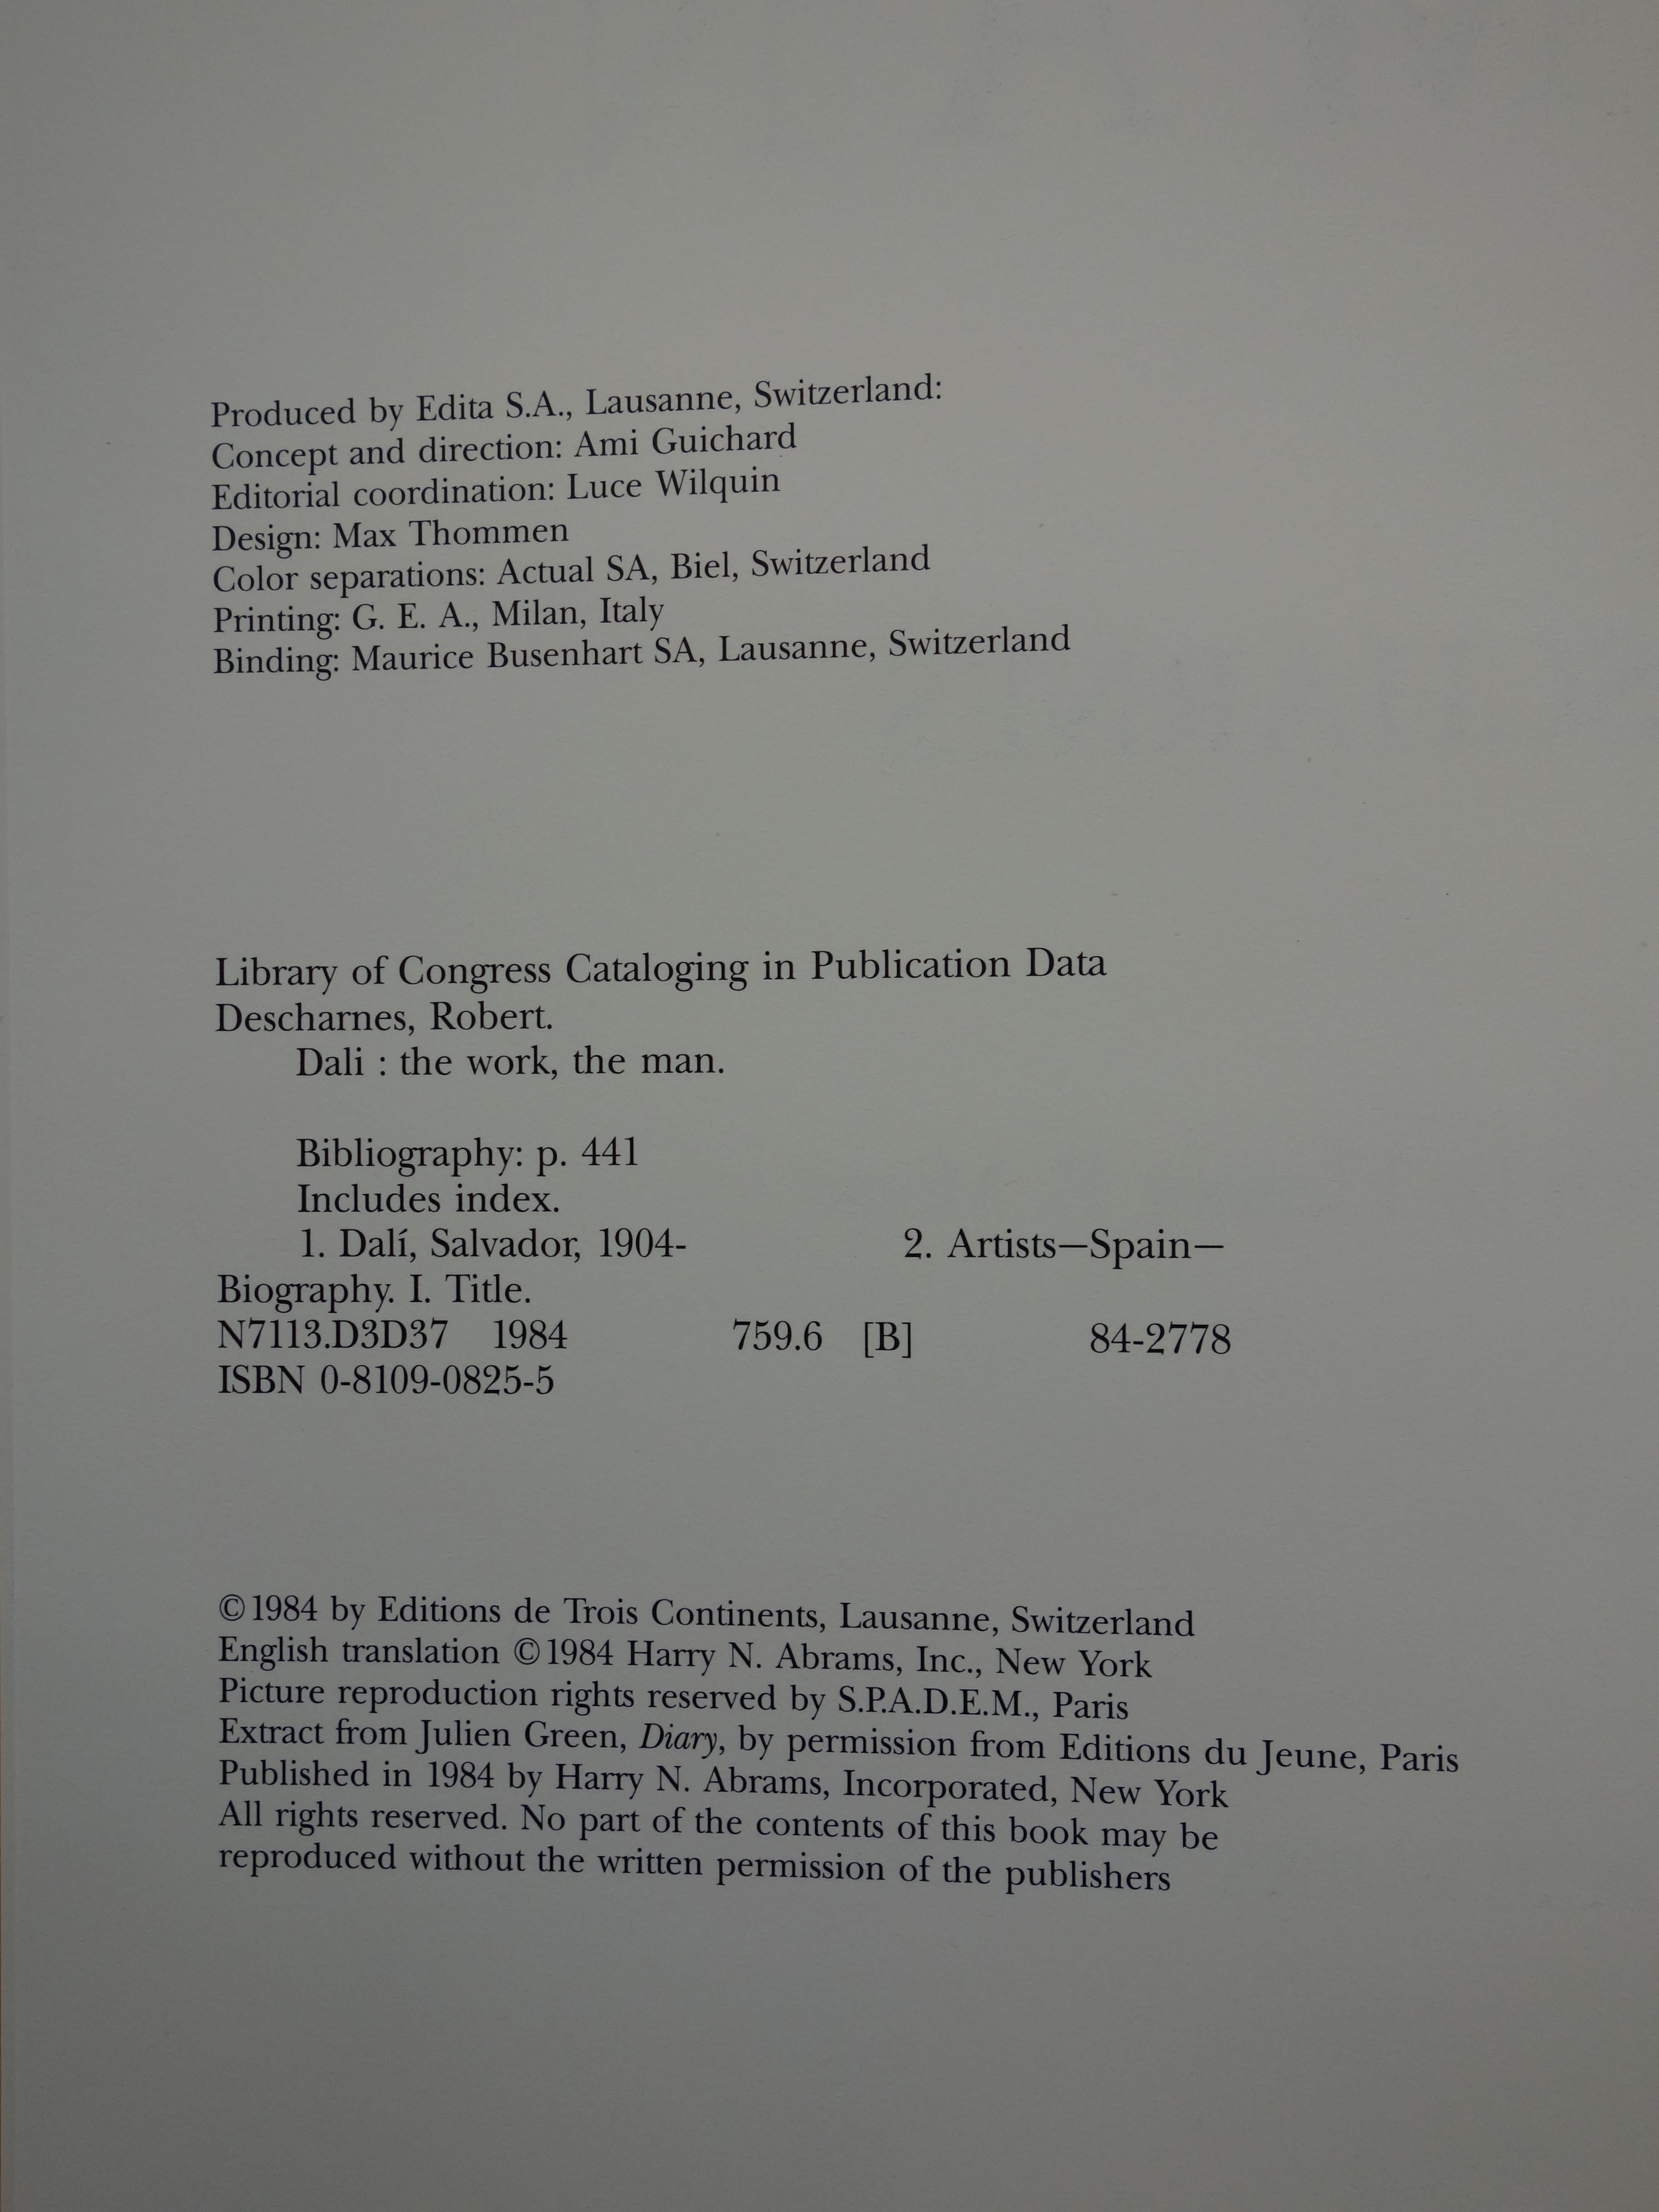 Produced by Edita S.A., Lausanne, Switzerland:
Concept and direction: Ami Guichard
Editorial coordination: Luce Wilquin
Design: Max Thommen
Color separations: Actual SA, Biel, Switzerland
Printing: G. E. A., Milan, Italy
Binding: Maurice Busenhart SA, Lausanne, Switzerland
Library of Congress Cataloging in Publication Data
Descharnes, Robert.
Dali : the work, the man.
Bibliography: p. 441
Includes index.
1. Dalí, Salvador, 1904- 2. Artists—Spain—
Biography. I. Title.
N7113.D3D37 1984 759.6 [B] 84-2778
ISBN 0-8109-0825-5
©1984 by Editions de Trois Continents, Lausanne, Switzerland
English translation ©1984 Harry N. Abrams, Inc., New York
Picture reproduction rights reserved by S.P.A.D.E.M., Paris
Extract from Julien Green, Diary, by permission from Editions du Jeune, Paris
Published in 1984 by Harry N. Abrams, Incorporated, New York
All rights reserved. No part of the contents of this book may be
reproduced without the written permission of the publishers